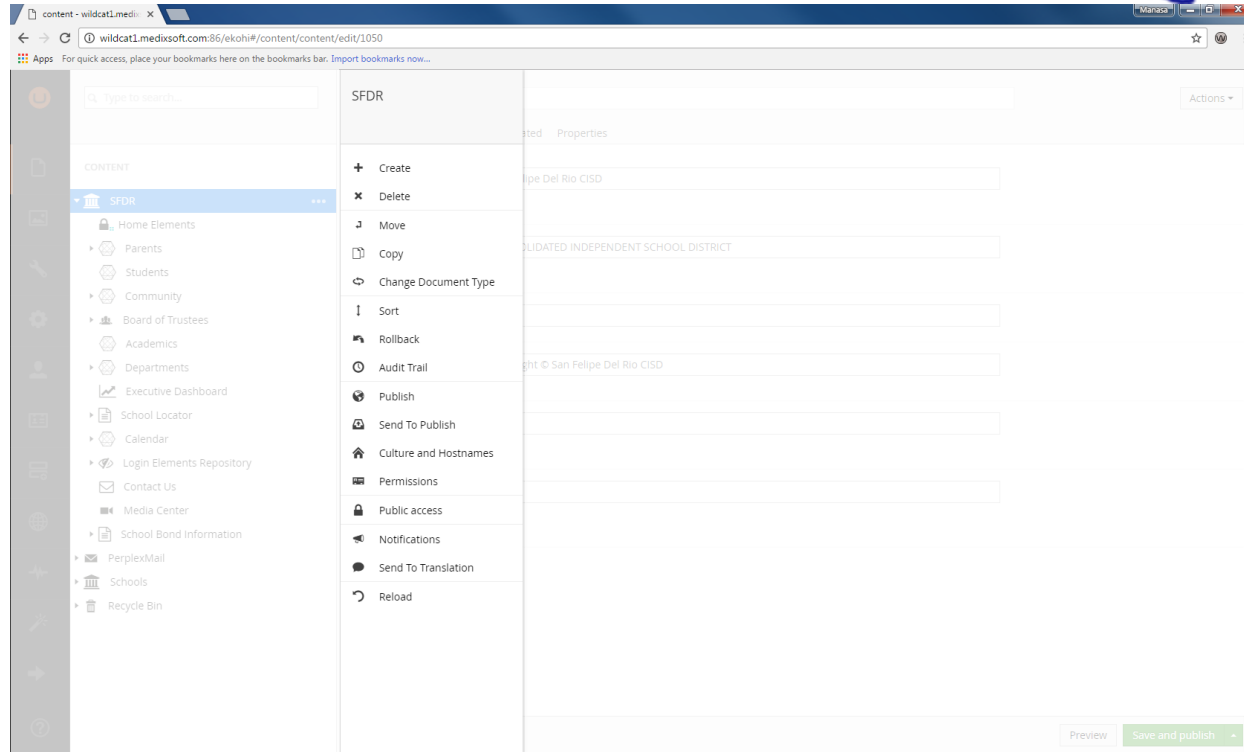 content - wildcat1.medix
Manasa
wildcat1.medixsoft.com:86/ekohi#/content/content/edit/1050
Apps For quick access, place your bookmarks here on the bookmarks bar. Import bookmarks now...
Type to search...
SFDR
Actions
ated Properties
CONTENT
Create
lipe Del Rio CISD
Delete
SFDR
Home Elements
Move
Parents
Copy
OLIDATED INDEPENDENT SCHOOL DISTRICT
Students
Change Document Type
Community
Sort
Board of Trustees
Rollback
Academics
Audit Trail
ght © San Felipe Del Rio CISD
Departments
Publish
Executive Dashboard
Send To Publish
School Locator
Calendar
Culture and Hostnames
Login Elements Repository
Permissions
Contact Us
Public access
Media Center
School Bond Information
Notifications
PerplexMail
Send To Translation
Schools
Reload
Recycle Bin
Preview Save and publish